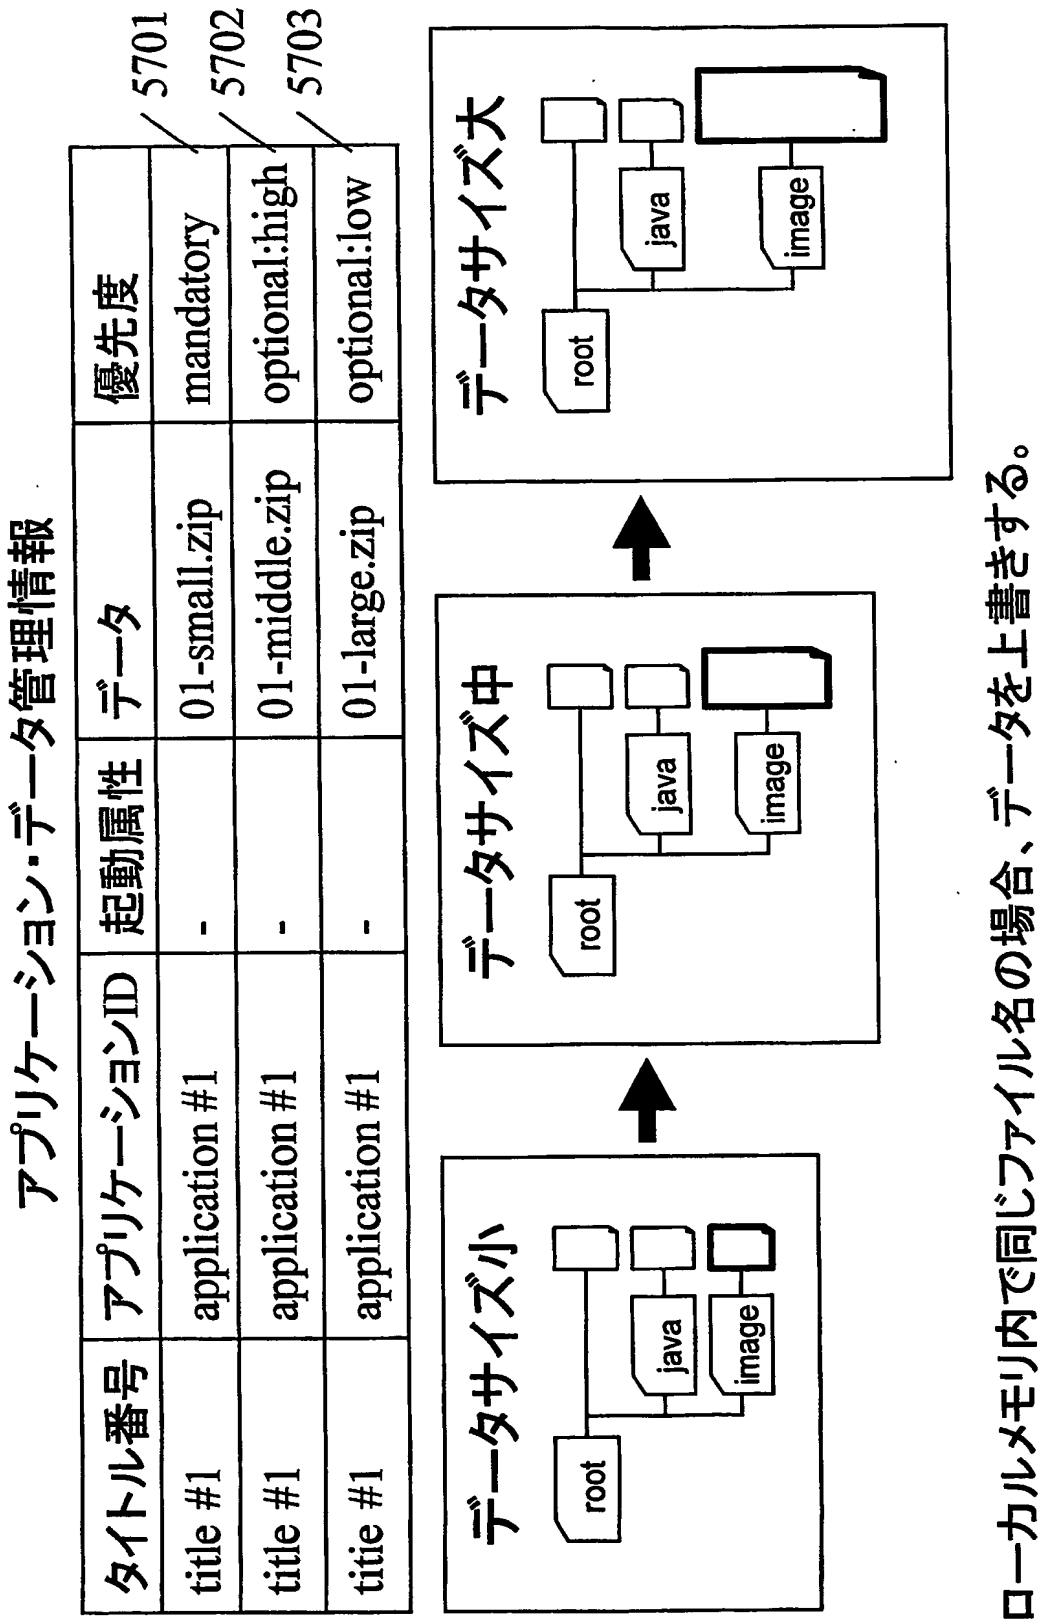 アプリケーション・データ管理情報
タイトル番号 アプリケーションID 起動属性 データ 優先度
title #1 application #1 - 01-small.zip mandatory 5701
title #1 application #1 - 01-middle.zip optional:high 5702
titie #1 application #1 - 01-large.zip optional:low 5703
データサイズ小
root
java
image
データサイズ中
root
java
image
データサイズ大
root
java
image
ローカルメモリ内で同じファイル名の場合、データを上書きする。